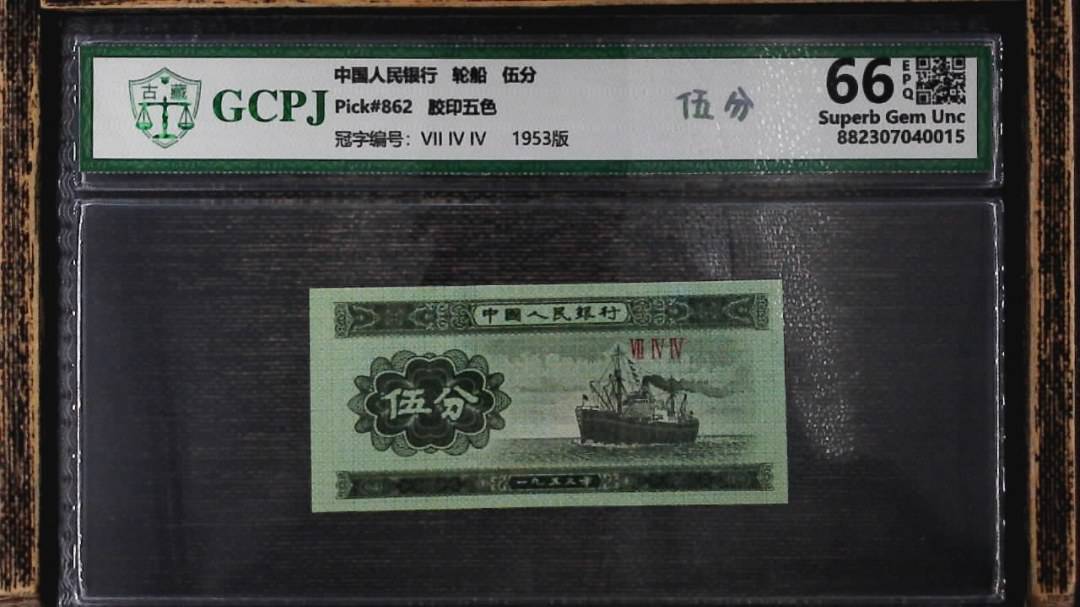 中国人民银行 轮船 伍分
古藏
GCPJ
Pick#862 胶印五色
冠字编号：VII IV IV 1953版
伍分
66
EPQ
Superb Gem Unc
882307040015
中國人民銀行
VII IV IV
伍分
一九五三年